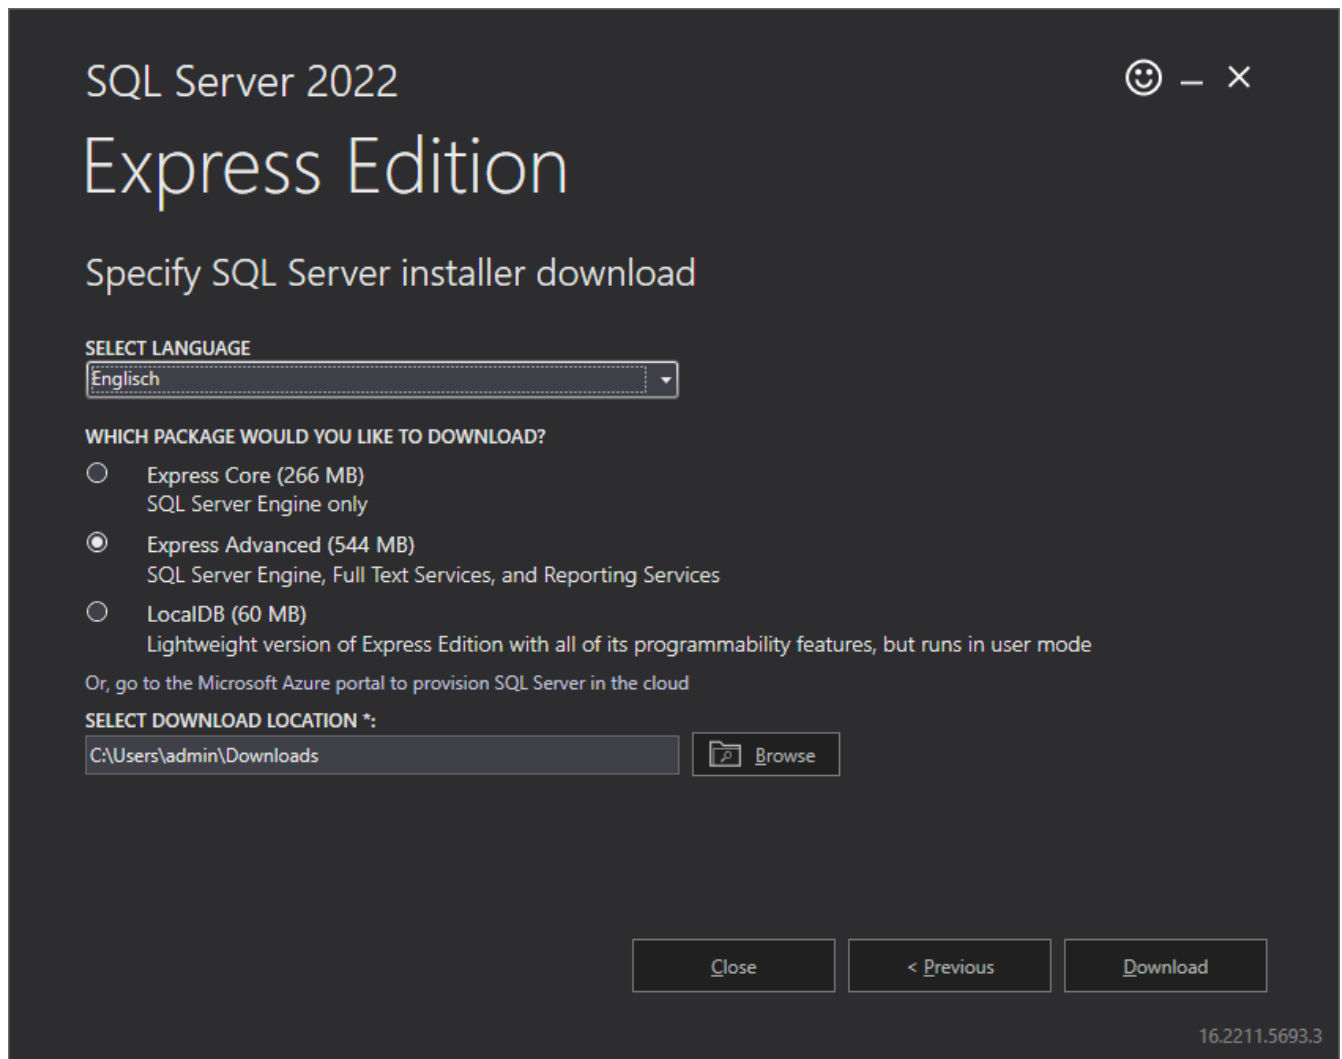 SQL Server 2022
Express Edition
Specify SQL Server installer download
SELECT LANGUAGE
Englisch
WHICH PACKAGE WOULD YOU LIKE TO DOWNLOAD?
Express Core (266 MB)
SQL Server Engine only
Express Advanced (544 MB)
SQL Server Engine, Full Text Services, and Reporting Services
LocalDB (60 MB)
Lightweight version of Express Edition with all of its programmability features, but runs in user mode
Or, go to the Microsoft Azure portal to provision SQL Server in the cloud
SELECT DOWNLOAD LOCATION *:
C:\Users\admin\Downloads
Browse
Close
< Previous
Download
16.2211.5693.3